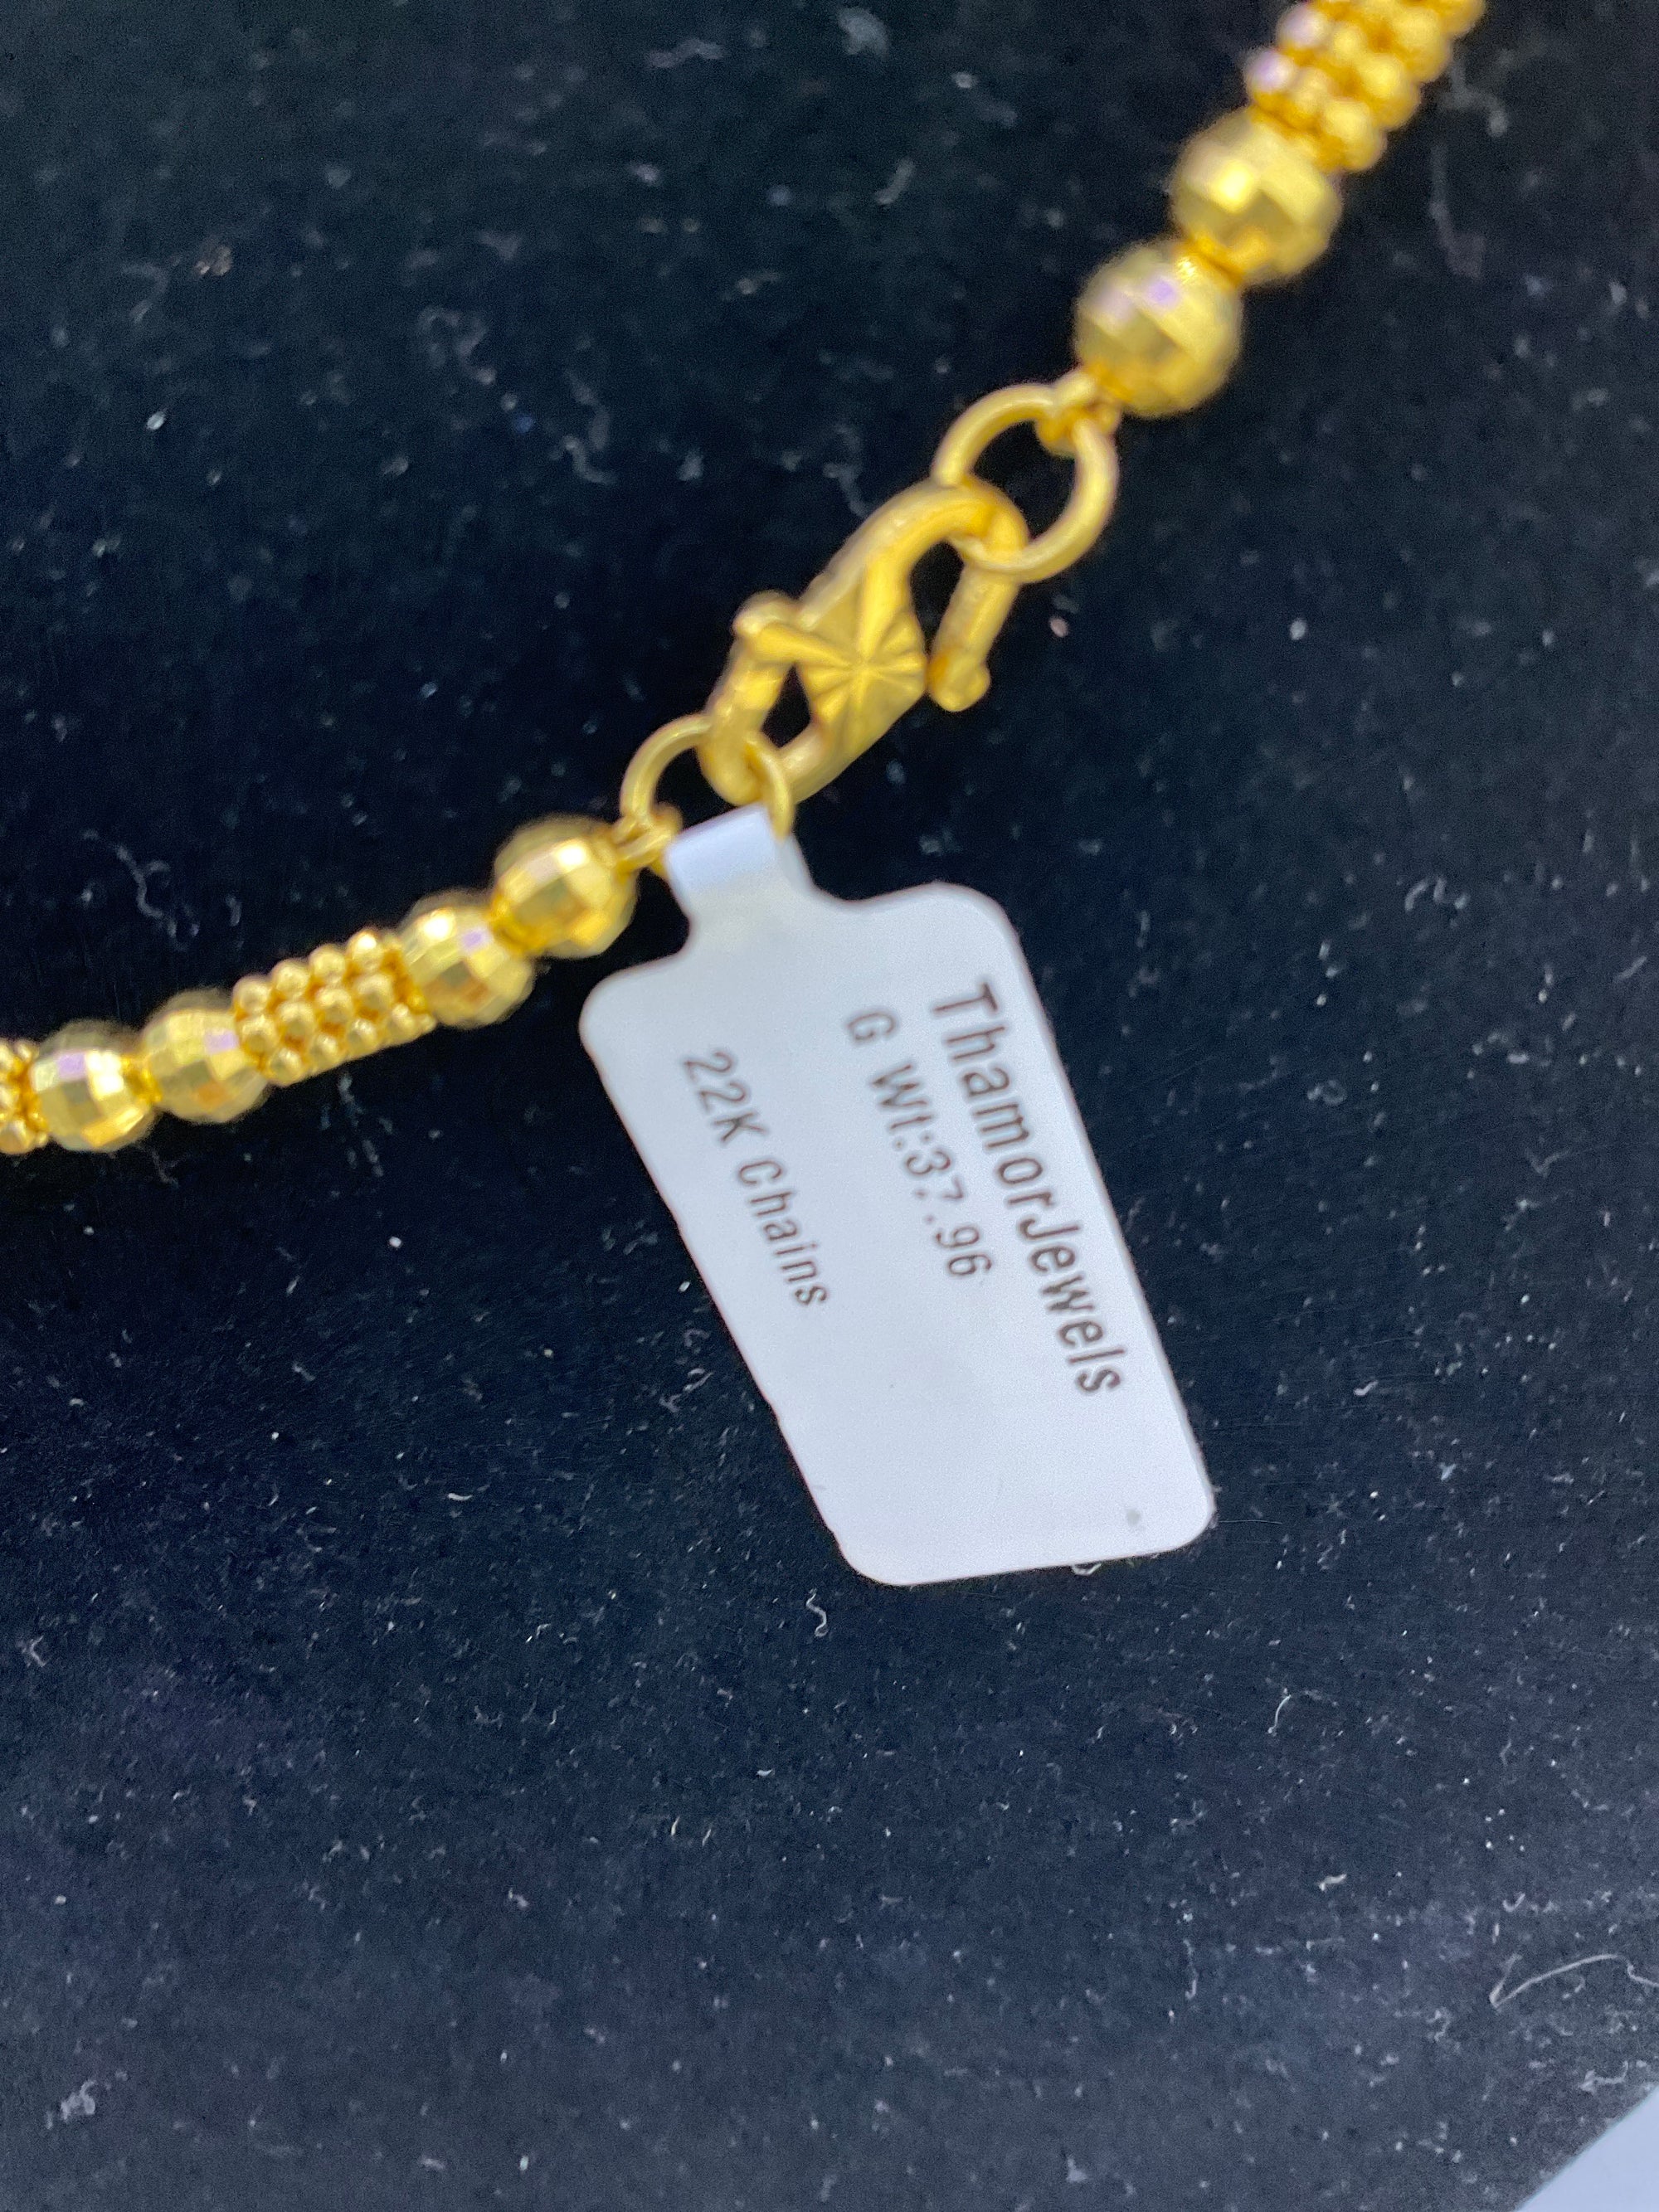 ThamorJewels
G Wt:37.96
22K Chains